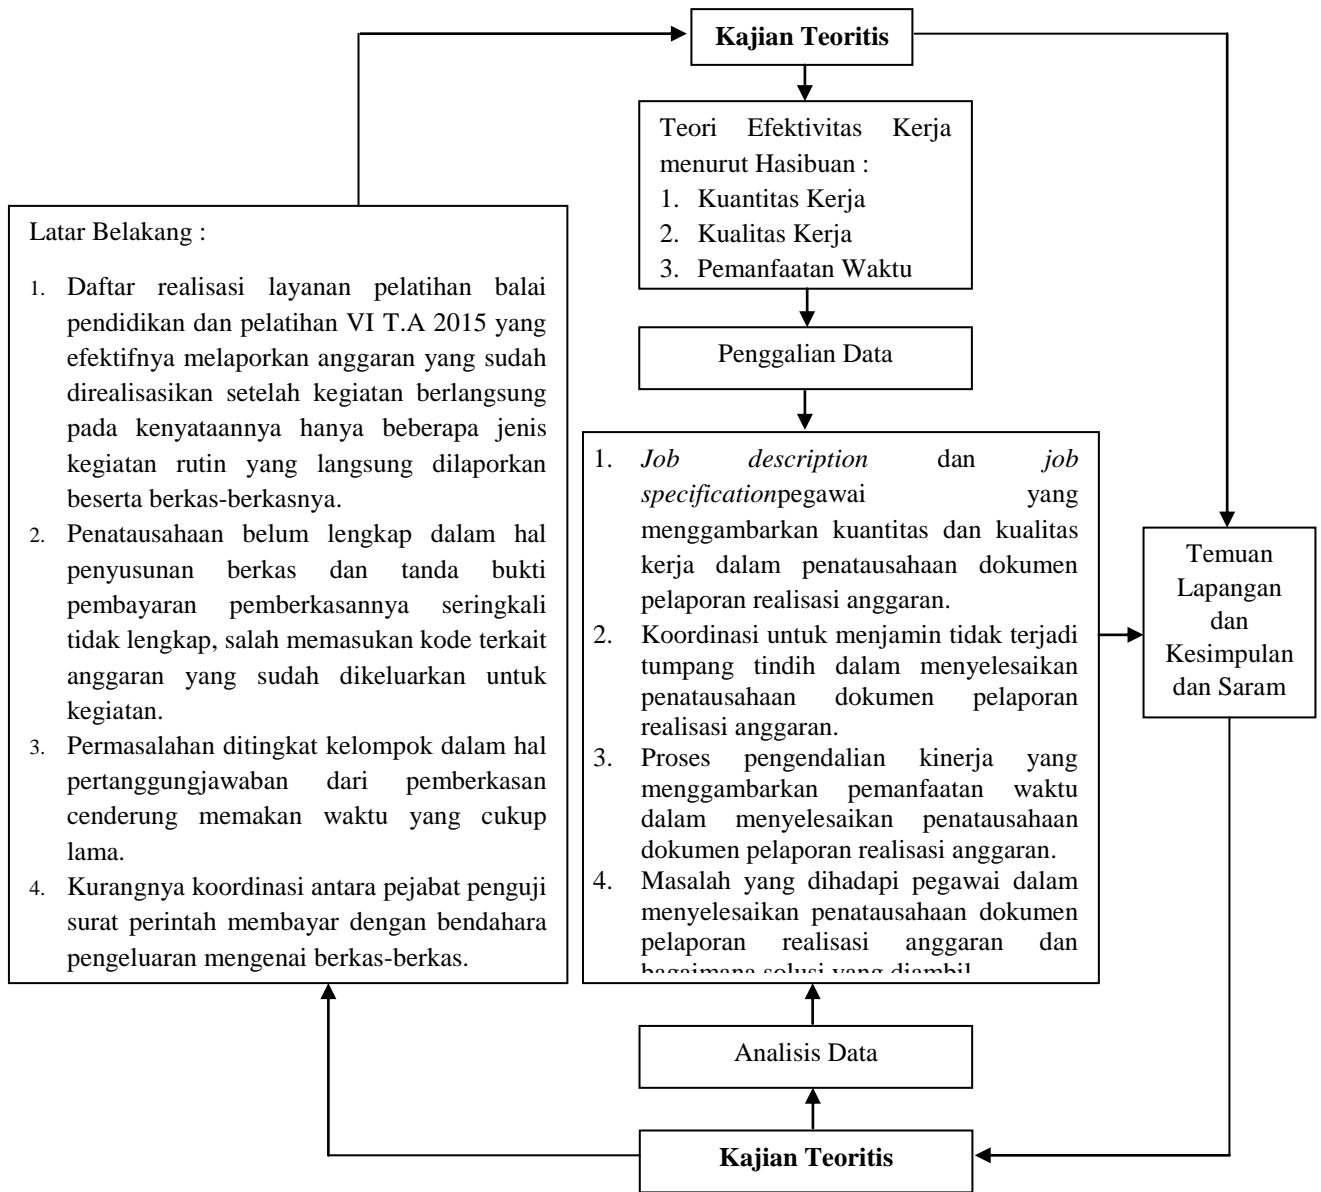 Kajian Teoritis
Teori Efektivitas Kerja
menurut Hasibuan :
1. Kuantitas Kerja
2. Kualitas Kerja
3. Pemanfaatan Waktu
Latar Belakang :
1. Daftar realisasi layanan pelatihan balai
pendidikan dan pelatihan VI T.A 2015 yang
efektifnya melaporkan anggaran yang sudah
direalisasikan setelah kegiatan berlangsung
pada kenyataannya hanya beberapa jenis
kegiatan rutin yang langsung dilaporkan
beserta berkas-berkasnya.
2. Penatausahaan belum lengkap dalam hal
penyusunan berkas dan tanda bukti
pembayaran pemberkasannya seringkali
tidak lengkap, salah memasukan kode terkait
anggaran yang sudah dikeluarkan untuk
kegiatan.
3. Permasalahan ditingkat kelompok dalam hal
pertanggungjawaban dari pemberkasan
cenderung memakan waktu yang cukup
lama.
4. Kurangnya koordinasi antara pejabat penguji
surat perintah membayar dengan bendahara
pengeluaran mengenai berkas-berkas.
Penggalian Data
1. Job description dan job
specificationpegawai yang
menggambarkan kuantitas dan kualitas
kerja dalam penatausahaan dokumen
pelaporan realisasi anggaran.
2. Koordinasi untuk menjamin tidak terjadi
tumpang tindih dalam menyelesaikan
penatausahaan dokumen pelaporan
realisasi anggaran.
3. Proses pengendalian kinerja yang
menggambarkan pemanfaatan waktu
dalam menyelesaikan penatausahaan
dokumen pelaporan realisasi anggaran.
4. Masalah yang dihadapi pegawai dalam
menyelesaikan penatausahaan dokumen
pelaporan realisasi anggaran dan
bagaimana solusi yang diambil
Temuan
Lapangan
dan
Kesimpulan
dan Saram
Analisis Data
Kajian Teoritis